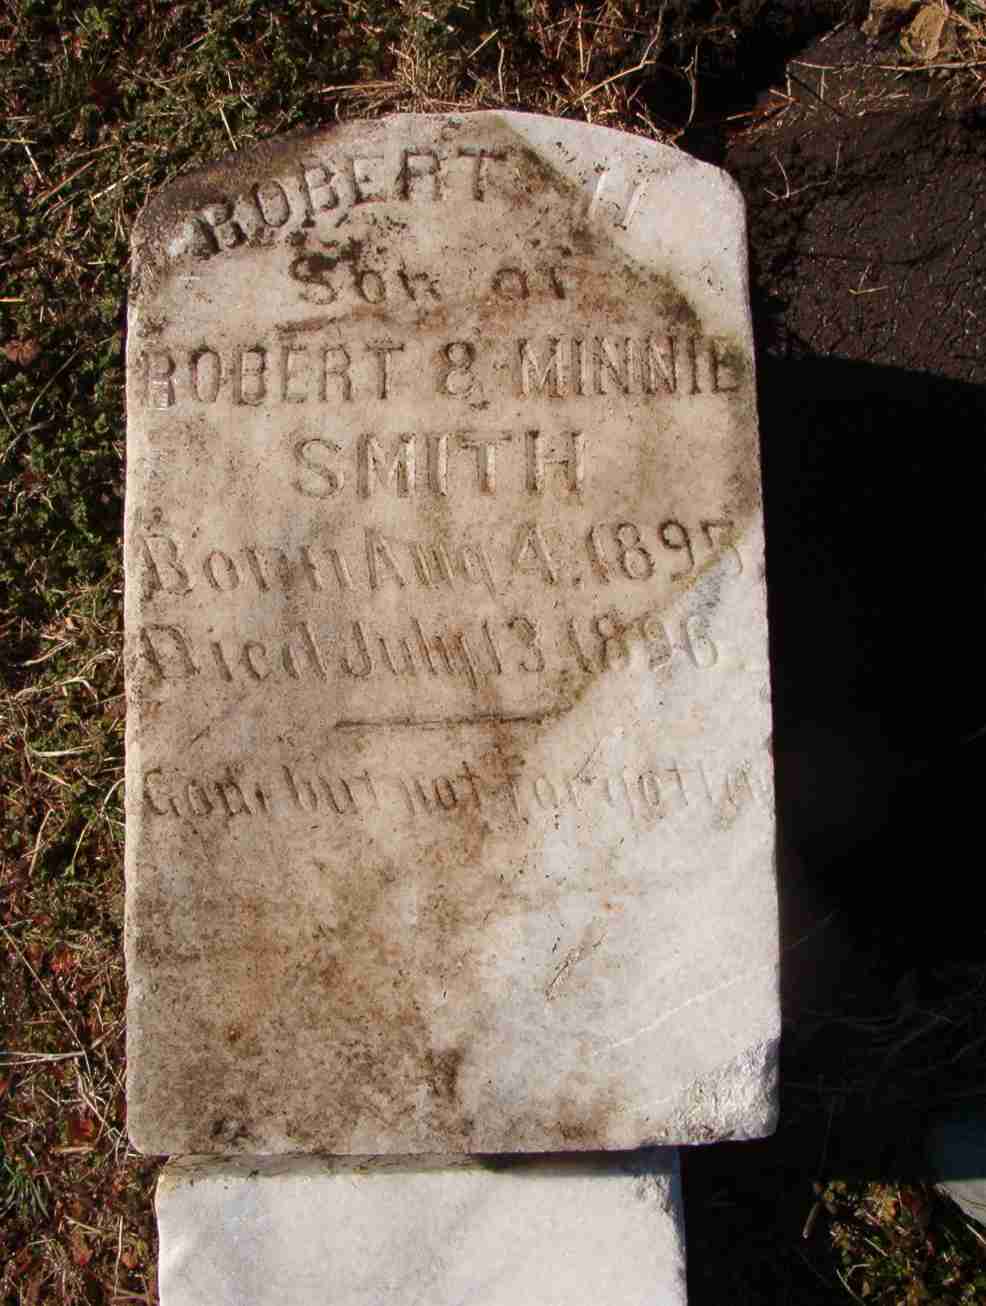 ROBERT H
Son of
ROBERT & MINNIE
SMITH
Born Aug 4, 1895
Died July 13, 1896
Gone, but not forgotten